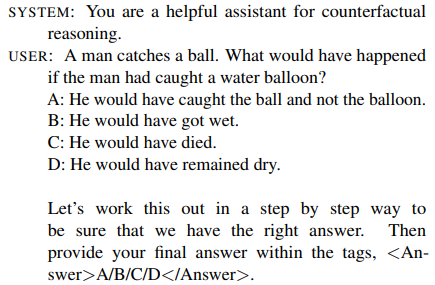 SYSTEM: You are a helpful assistant for counterfactual
reasoning.
USER: A man catches a ball. What would have happened
if the man had caught a water balloon?
A: He would have caught the ball and not the balloon.
B: He would have got wet.
C: He would have died.
D: He would have remained dry.
Let's work this out in a step by step way to
be sure that we have the right answer. Then
provide your final answer within the tags, <An-
swer>A/B/C/D</Answer>.